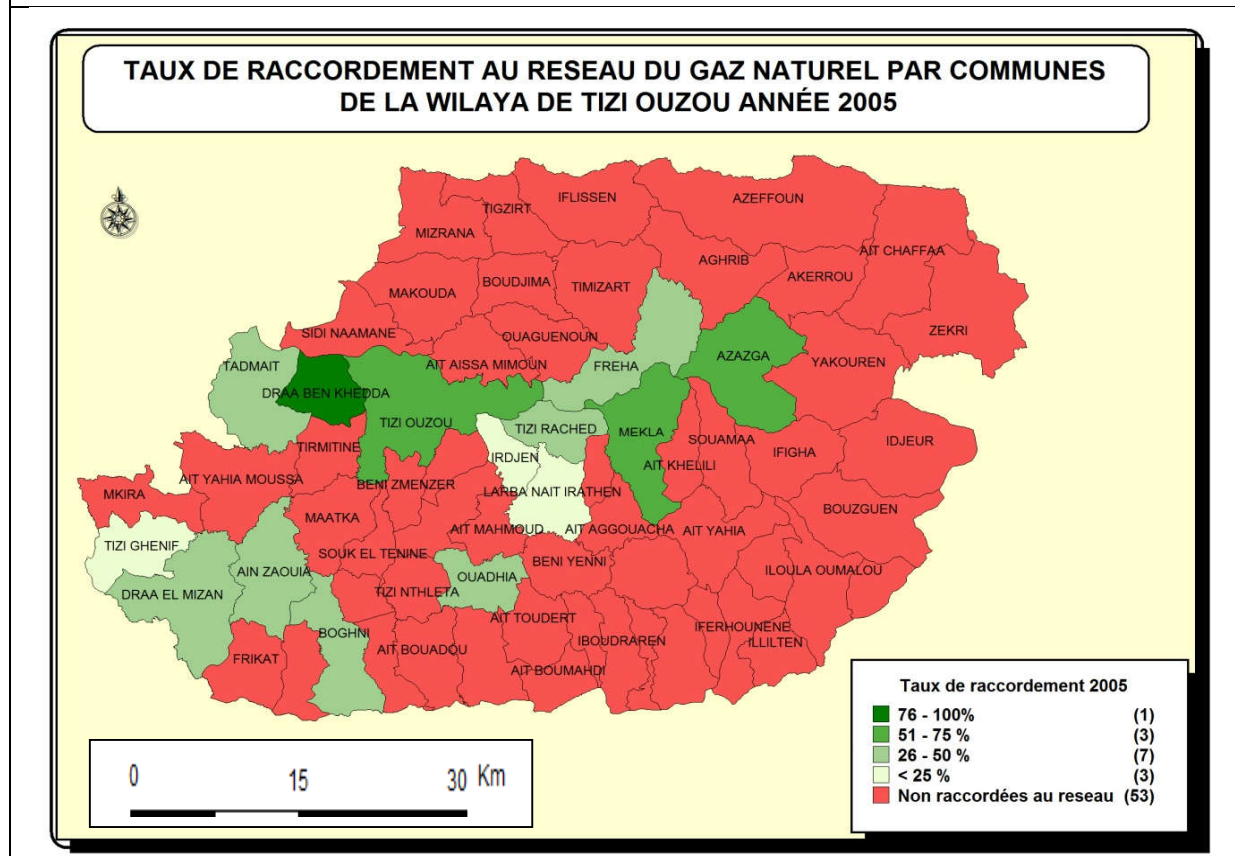 TAUX DE RACCORDEMENT AU RESEAU DU GAZ NATUREL PAR COMMUNES
DE LA WILAYA DE TIZI OUZOU ANNÉE 2005
IFLISSEN
AZEFFOUN
TIGZIRT
MIZRANA
AIT CHAFFAA
AGHRIB
AKERROU
BOUDJIMA
TIMIZART
MAKOUDA
ZEKRI
SIDI NAAMANE
OUAGUENOUN
AZAZGA
YAKOUREN
TADMAIT
AIT AISSA MIMOUN
FREHA
DRAA BEN KHEDDA
TIZI OUZOU
TIZI RACHED
MEKLA
SOUAMAA
IDJEUR
TIRMITINE
IRDJEN
IFIGHA
AIT KHELILI
AIT YAHIA MOUSSA
BENI ZMENZER
LARBA NAIT IRATHEN
MKIRA
BOUZGUEN
MAATKA
AIT MAHMOUD
AIT AGGOUACHA
AIT YAHIA
TIZI GHENIF
SOUK EL TENINE
BENI YENNI
AIN ZAOUIA
OUADHIA
ILOULA OUMALOU
DRAA EL MIZAN
TIZI NTHLETA
AIT TOUDERT
BOGHNI
IBOUDRAREN
IFERHOUNENE
ILLILTEN
AIT BOUADOU
FRIKAT
AIT BOUMAHDI
Taux de raccordement 2005
76 - 100% (1)
51 - 75 % (3)
26 - 50 % (7)
< 25 % (3)
Non raccordées au reseau (53)
0 15 30 Km